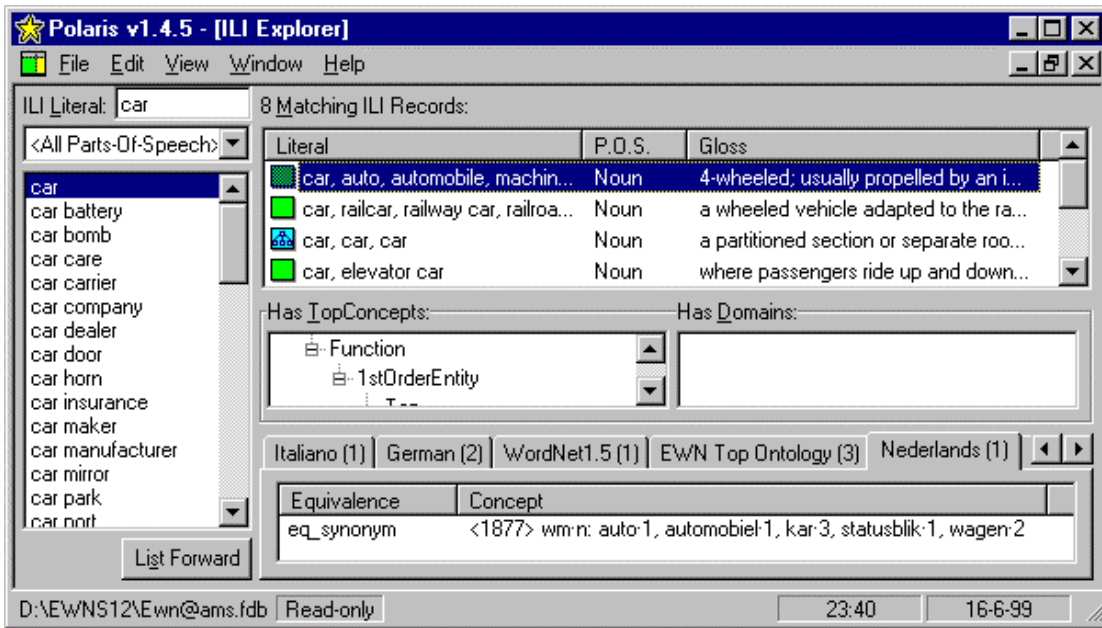 Polaris v1.4.5 - [ILI Explorer]
File Edit View Window Help
ILI Literal: car
<All Parts-Of-Speech>
car
car battery
car bomb
car care
car carrier
car company
car dealer
car door
car horn
car insurance
car maker
car manufacturer
car mirror
car park
car port
List Forward
8 Matching ILI Records:
Literal P.O.S. Gloss
car, auto, automobile, machin... Noun 4-wheeled; usually propelled by an i...
car, railcar, railway car, railroa... Noun a wheeled vehicle adapted to the ra...
car, car, car Noun a partitioned section or separate roo...
car, elevator car Noun where passengers ride up and down...
Has TopConcepts: Has Domains:
Function
1stOrderEntity
Top
Italiano (1) German (2) WordNet1.5 (1) EWN Top Ontology (3) Nederlands (1)
Equivalence Concept
eq_synonym <1877> wm·n: auto·1, automobiel·1, kar·3, statusblik·1, wagen·2
D:\EWNS12\Ewn@ams.fdb Read-only 23:40 16-6-99